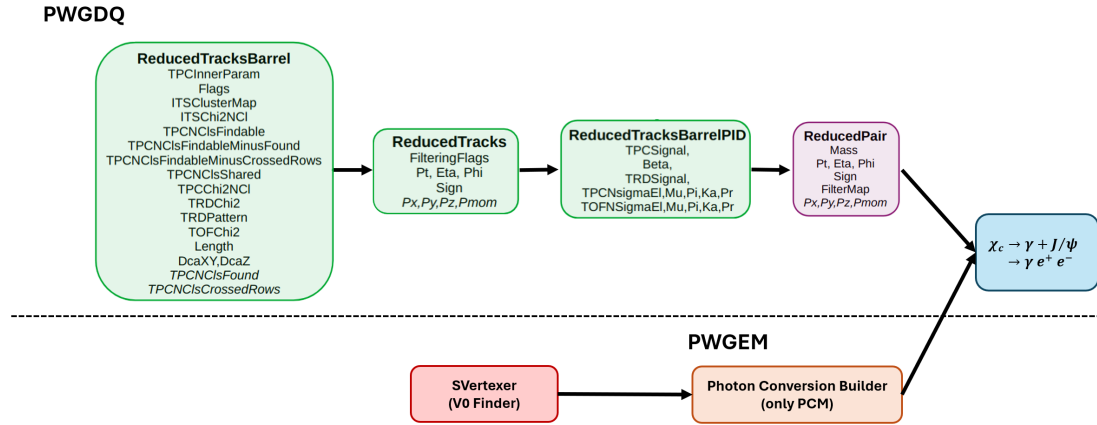 PWGDQ
ReducedTracksBarrel
TPCInnerParam
Flags
ITSClusterMap
ITSChi2NCl
TPCNClsFindable
TPCNClsFindableMinusFound
TPCNClsFindableMinusCrossedRows
TPCNClsShared
TPCChi2NCl
TRDChi2
TRDPattern
TOFChi2
Length
DcaXY,DcaZ
TPCNClsFound
TPCNClsCrossedRows
ReducedTracks
FilteringFlags
Pt, Eta, Phi
Sign
Px,Py,Pz,Pmom
ReducedTracksBarrelPID
TPCSignal,
Beta,
TRDSignal,
TPCNsigmaEl,Mu,Pi,Ka,Pr
TOFNSigmaEl,Mu,Pi,Ka,Pr
ReducedPair
Mass
Pt, Eta, Phi
Sign
FilterMap
Px,Py,Pz,Pmom
χc → γ + J/ψ
→ γ e⁺ e⁻
PWGEM
SVertexer
(V0 Finder)
Photon Conversion Builder
(only PCM)